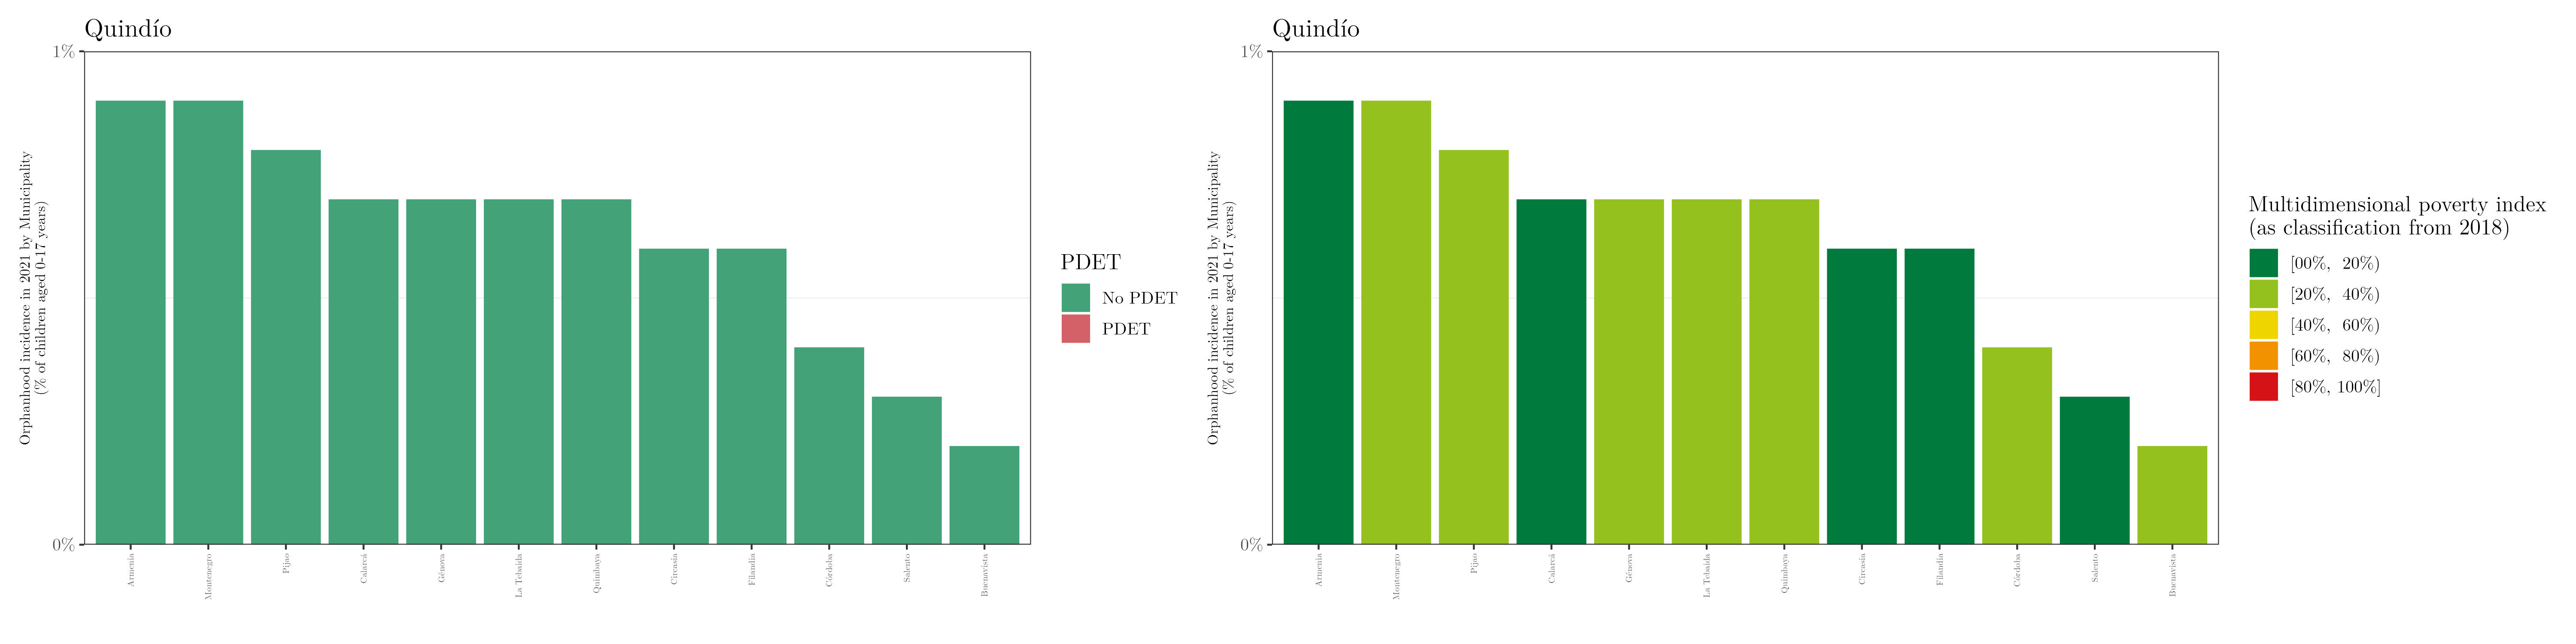 Quindío
1%
0%
Orphanhood incidence in 2021 by Municipality
(% of children aged 0-17 years)
Armenia
Montenegro
Pijao
Calarcá
Génova
La Tebaida
Quimbaya
Circasia
Filandia
Córdoba
Salento
Buenavista
PDET
No PDET
PDET
Quindío
1%
0%
Orphanhood incidence in 2021 by Municipality
(% of children aged 0-17 years)
Armenia
Montenegro
Pijao
Calarcá
Génova
La Tebaida
Quimbaya
Circasia
Filandia
Córdoba
Salento
Buenavista
Multidimensional poverty index
(as classification from 2018)
[00%, 20%)
[20%, 40%)
[40%, 60%)
[60%, 80%)
[80%, 100%]